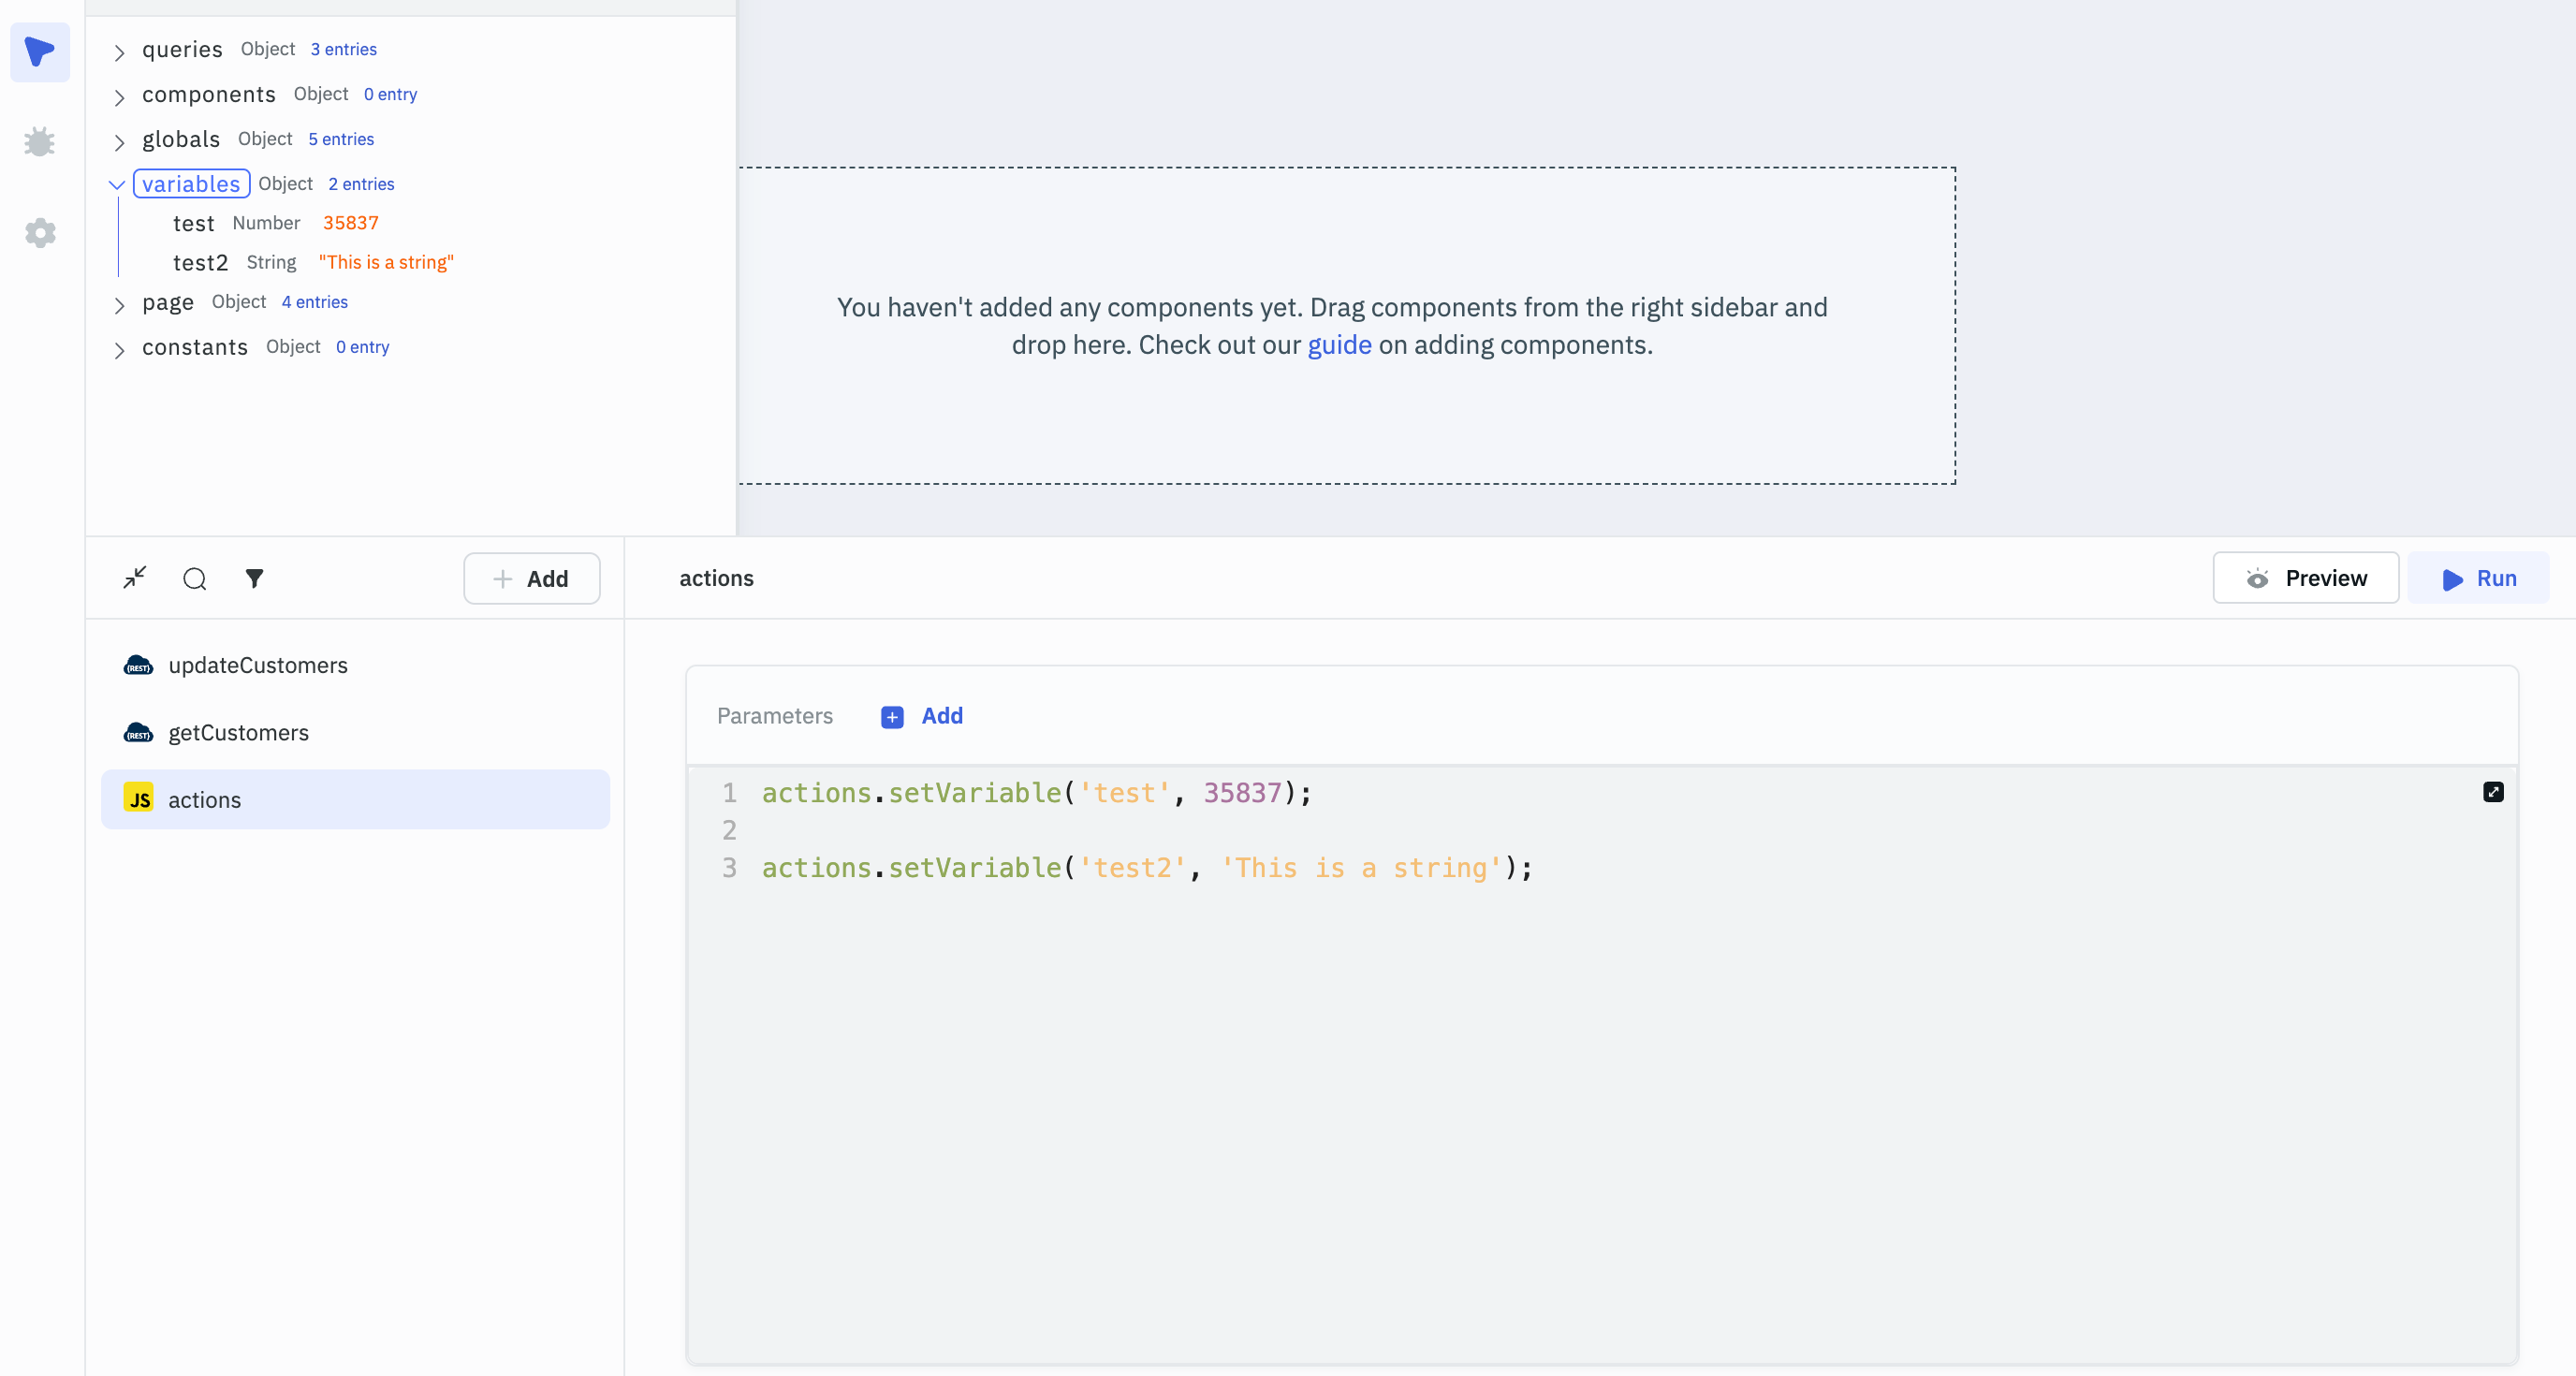 queries Object 3 entries
components Object 0 entry
globals Object 5 entries
variables Object 2 entries
test Number 35837
test2 String "This is a string"
page Object 4 entries
constants Object 0 entry
You haven't added any components yet. Drag components from the right sidebar and
drop here. Check out our guide on adding components.
Add
actions
Preview
Run
{REST} updateCustomers
{REST} getCustomers
JS actions
Parameters Add
1 actions.setVariable('test', 35837);
2
3 actions.setVariable('test2', 'This is a string');